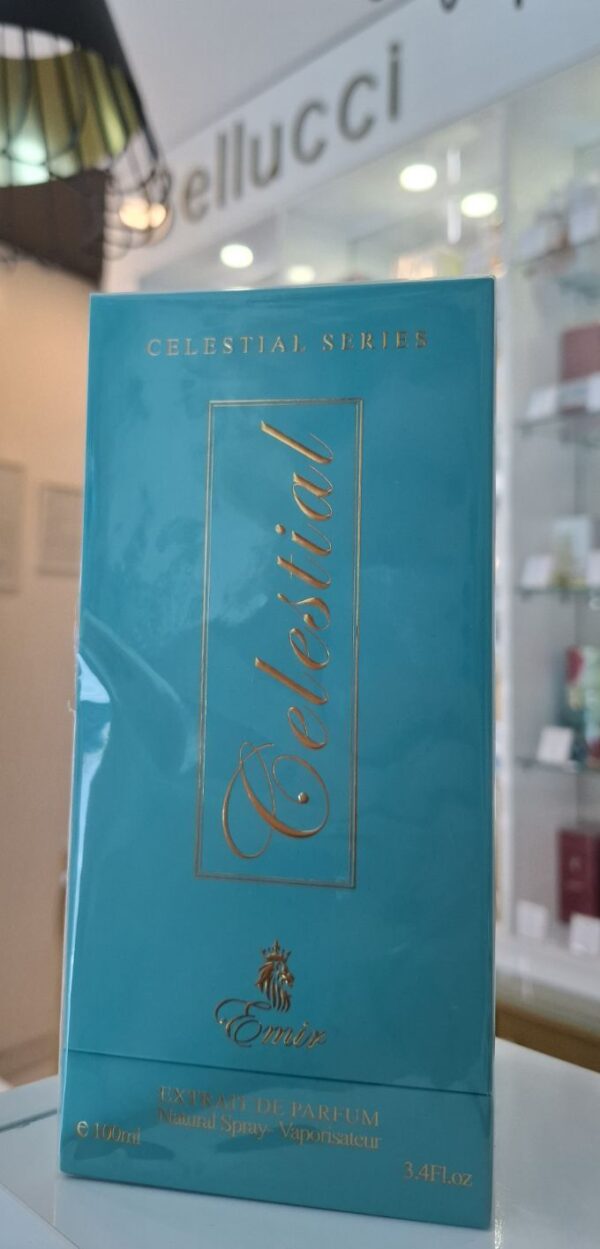 Bellucci
CELESTIAL SERIES
Celestial
Emir
EXTRAIT DE PARFUM
Natural Spray- Vaporisateur
e 100ml
3.4Fl.oz